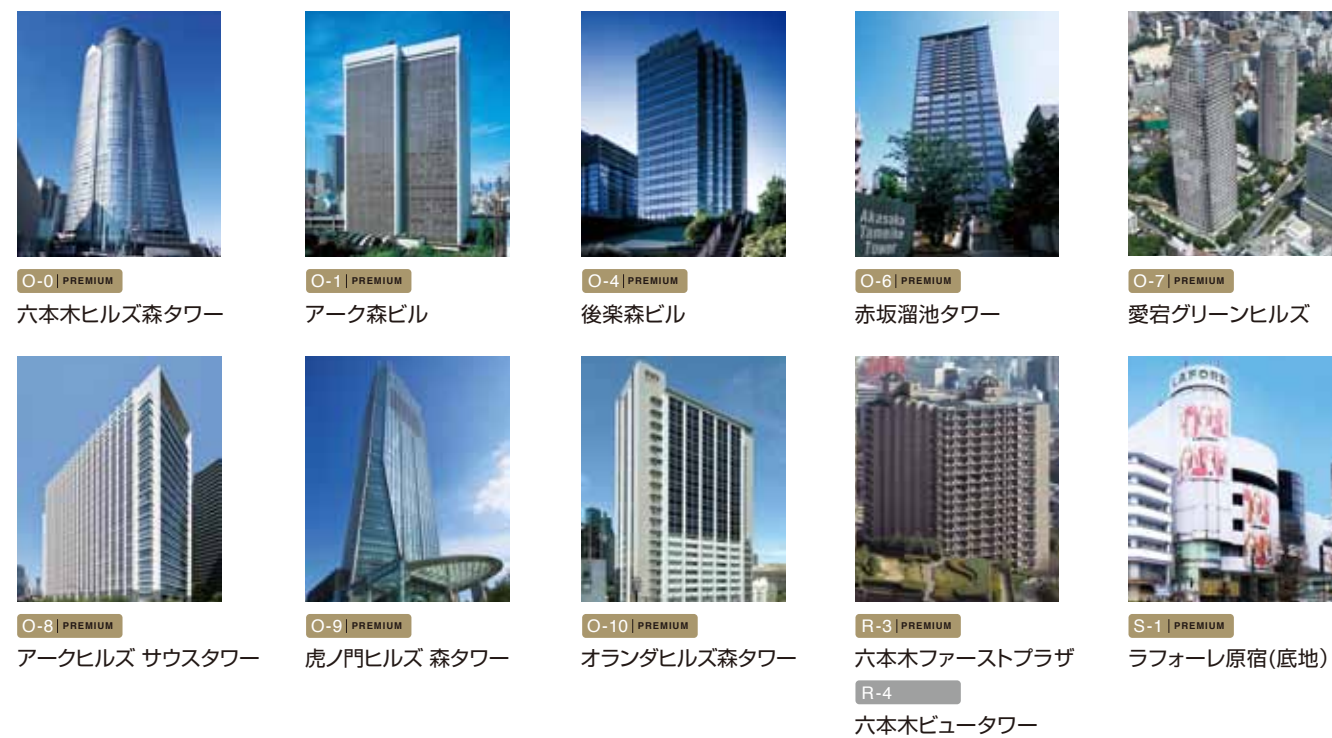 Akasaka
Tameike
Tower
O-0 PREMIUM
六本木ヒルズ森タワー
O-1 PREMIUM
アーク森ビル
O-4 PREMIUM
後楽森ビル
O-6 PREMIUM
赤坂溜池タワー
O-7 PREMIUM
愛宕グリーンヒルズ
LAFORE
O-8 PREMIUM
アークヒルズ サウスタワー
O-9 PREMIUM
虎ノ門ヒルズ 森タワー
O-10 PREMIUM
オランダヒルズ森タワー
R-3 PREMIUM
六本木ファーストプラザ
R-4
六本木ビュータワー
S-1 PREMIUM
ラフォーレ原宿(底地)